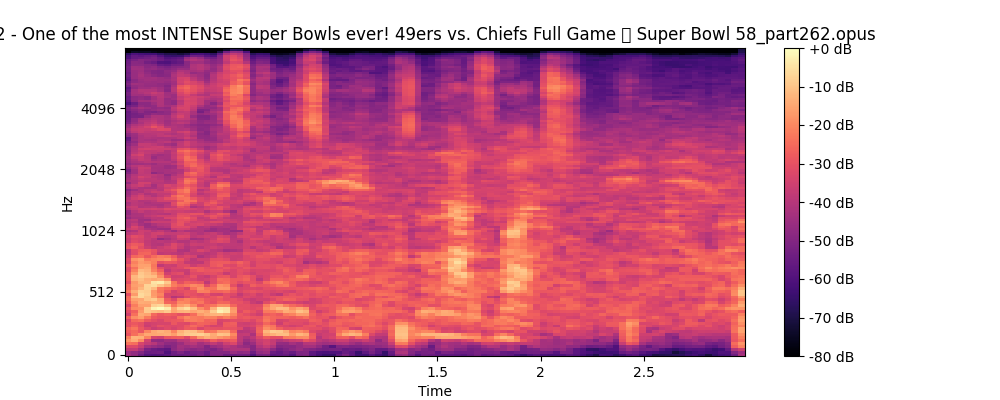 2 - One of the most INTENSE Super Bowls ever! 49ers vs. Chiefs Full Game  Super Bowl 58_part262.opus
+0 dB
-10 dB
-20 dB
-30 dB
-40 dB
-50 dB
-60 dB
-70 dB
-80 dB
4096
2048
1024
512
0
Hz
0
0.5
1
1.5
2
2.5
Time